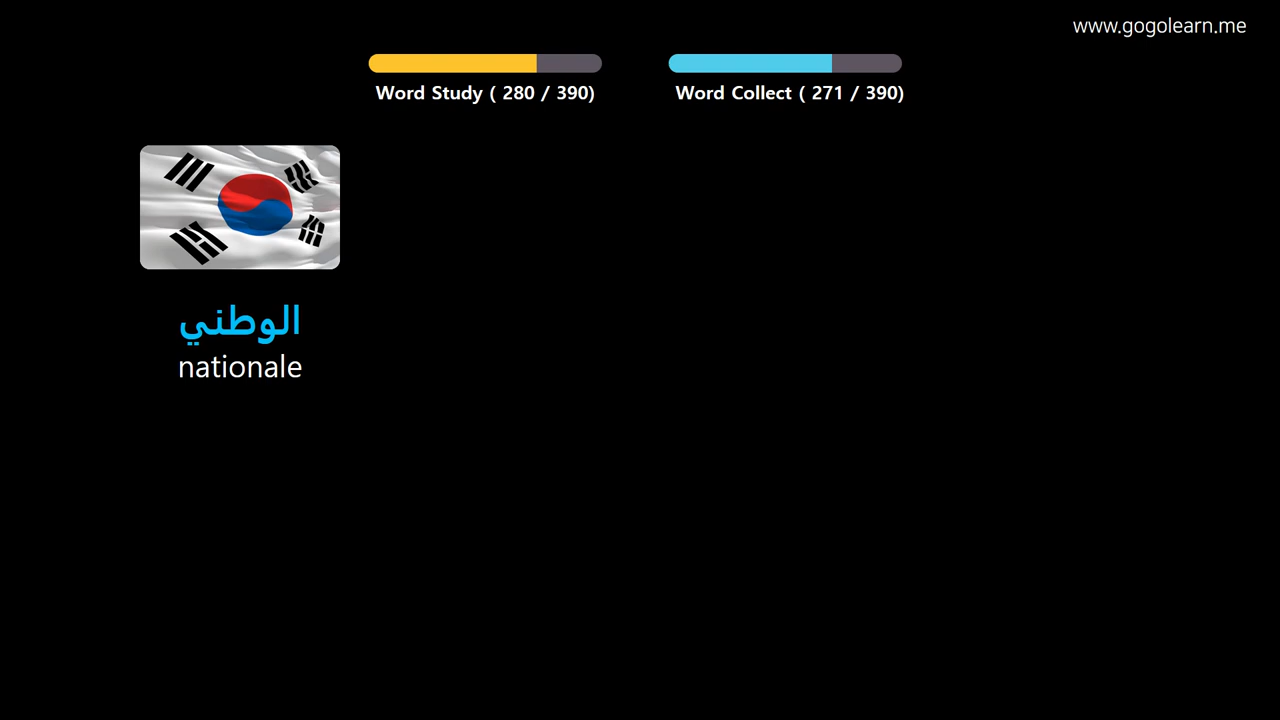 www.gogolearn.me
Word Study ( 280 / 390)
Word Collect ( 271 / 390)
الوطني
nationale